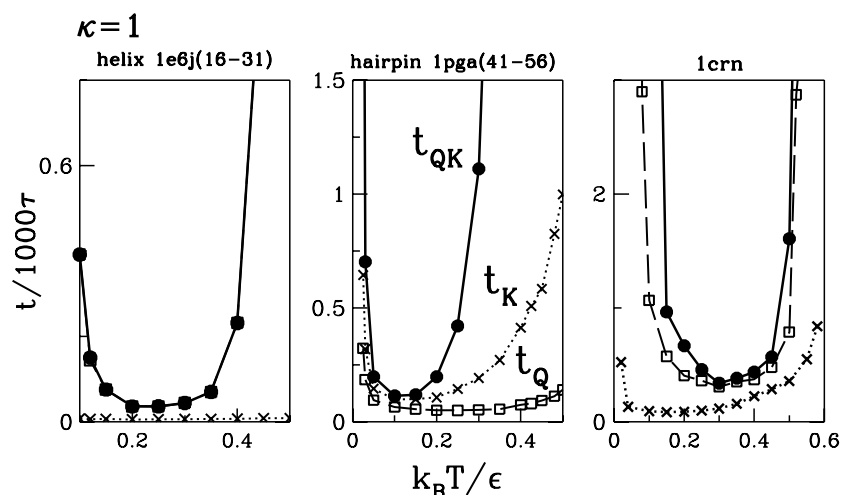 κ=1
helix 1e6j(16−31)
hairpin 1pga(41−56)
1crn
t/1000τ
0.6
0
0.2
0.4
1.5
1
0.5
0
0
0.2
0.4
t_QK
t_K
t_Q
2
0
0
0.2
0.4
0.6
k_BT/ϵ